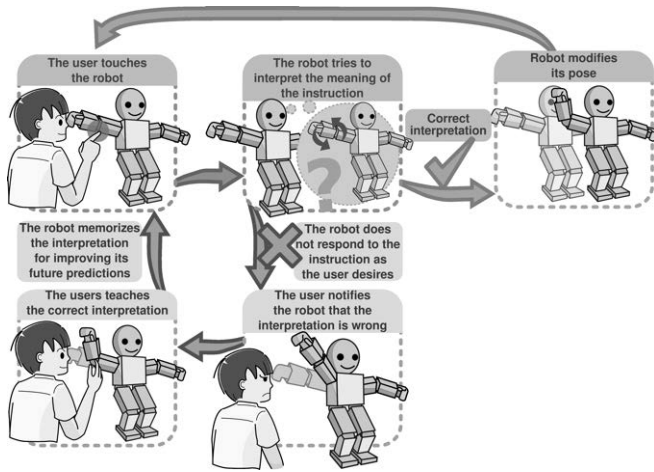 The user touches
the robot
The robot tries to
interpret the meaning of
the instruction
Robot modifies
its pose
Correct
interpretation
?
The robot memorizes
the interpretation
for improving its
future predictions
The robot does
not respond to the
instruction as
the user desires
The users teaches
the correct interpretation
The user notifies
the robot that the
interpretation is wrong